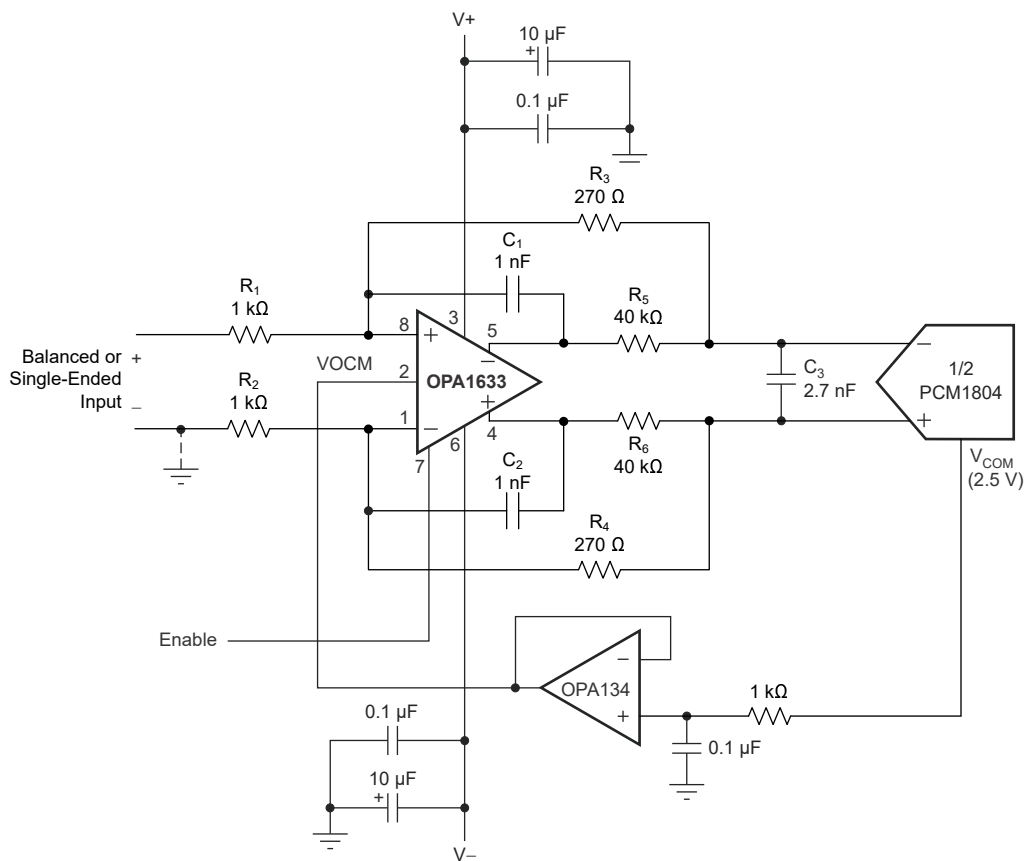 V+
10 µF
+
0.1 µF
R3
270 Ω
C1
1 nF
R1
1 kΩ
R5
40 kΩ
8
+
3
5
−
Balanced or
Single-Ended
Input
+
−
VOCM
2
OPA1633
R2
1 kΩ
1
−
+
4
6
7
C3
2.7 nF
−
1/2
PCM1804
+
R6
40 kΩ
VCOM
(2.5 V)
C2
1 nF
R4
270 Ω
Enable
−
OPA134
+
1 kΩ
0.1 µF
0.1 µF
10 µF
+
V−